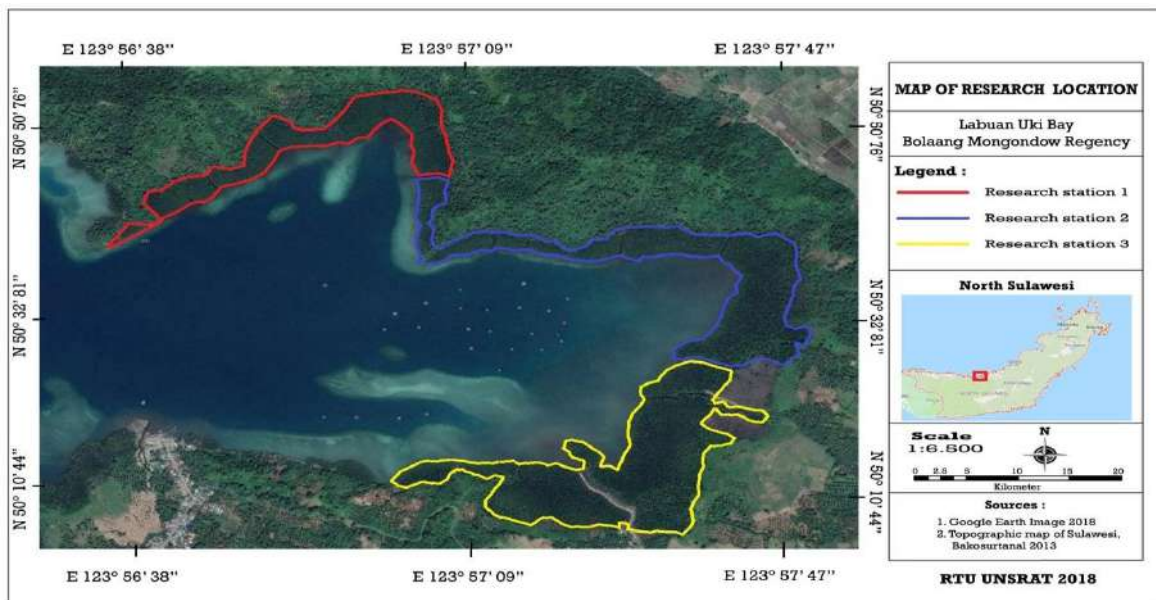 E 123° 56' 38'' E 123° 57' 09'' E 123° 57' 47''
N 50° 50' 76''
N 50° 50' 76''
N 50° 32' 81''
N 50° 32' 81''
N 50° 10' 44''
N 50° 10' 44''
E 123° 56' 38'' E 123° 57' 09'' E 123° 57' 47''
MAP OF RESEARCH LOCATION
Labuan Uki Bay
Bolaang Mongondow Regency
Legend :
Research station 1
Research station 2
Research station 3
North Sulawesi
Scale
1:6.500
N
0 2.5 5 10 15 20
Kilometer
Sources :
1. Google Earth Image 2018
2. Topographic map of Sulawesi,
Bakosurtanal 2013
RTU UNSRAT 2018